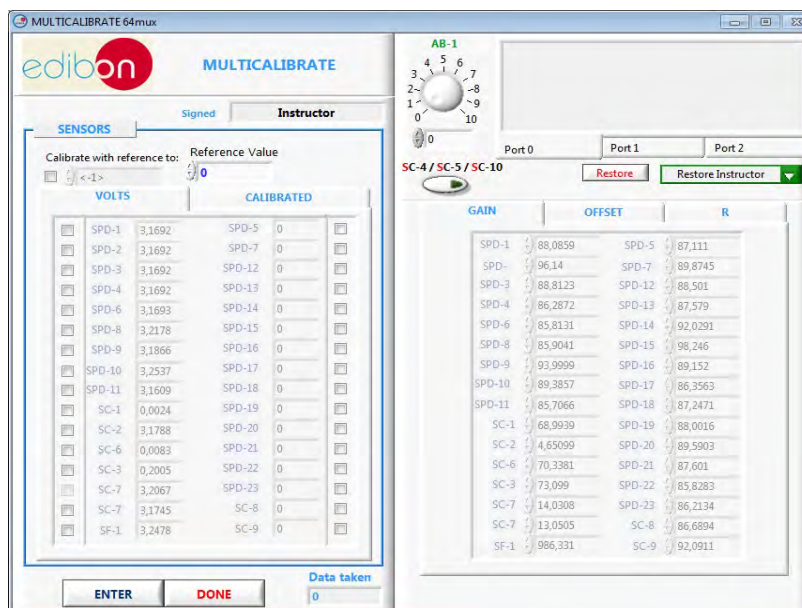 MULTICALIBRATE 64mux
edibon
MULTICALIBRATE
Signed Instructor
SENSORS
Calibrate with reference to:
<-1>
Reference Value
0
VOLTS CALIBRATED
SPD-1 3,1692 SPD-5 0
SPD-2 3,1692 SPD-7 0
SPD-3 3,1692 SPD-12 0
SPD-4 3,1692 SPD-13 0
SPD-6 3,1693 SPD-14 0
SPD-8 3,2178 SPD-15 0
SPD-9 3,1866 SPD-16 0
SPD-10 3,2537 SPD-17 0
SPD-11 3,1609 SPD-18 0
SC-1 0,0024 SPD-19 0
SC-2 3,1788 SPD-20 0
SC-6 0,0083 SPD-21 0
SC-3 0,2005 SPD-22 0
SC-7 3,2067 SPD-23 0
SC-7 3,1745 SC-8 0
SF-1 3,2478 SC-9 0
ENTER DONE
Data taken
0
AB-1
0 1 2 3 4 5 6 7 8 9 10
0
Port 0 Port 1 Port 2
SC-4 / SC-5 / SC-10
Restore Restore Instructor
GAIN OFFSET R
SPD-1 88,0859 SPD-5 87,111
SPD- 96,14 SPD-7 89,8745
SPD-3 88,8123 SPD-12 88,501
SPD-4 86,2872 SPD-13 87,579
SPD-6 85,8131 SPD-14 92,0291
SPD-8 85,9041 SPD-15 98,246
SPD-9 93,9999 SPD-16 89,152
SPD-10 89,3857 SPD-17 86,3563
SPD-11 85,7066 SPD-18 87,2471
SC-1 68,9939 SPD-19 88,0016
SC-2 4,65099 SPD-20 89,5903
SC-6 70,3381 SPD-21 87,601
SC-3 73,099 SPD-22 85,8283
SC-7 14,0308 SPD-23 86,2134
SC-7 13,0505 SC-8 86,6894
SF-1 986,331 SC-9 92,0911